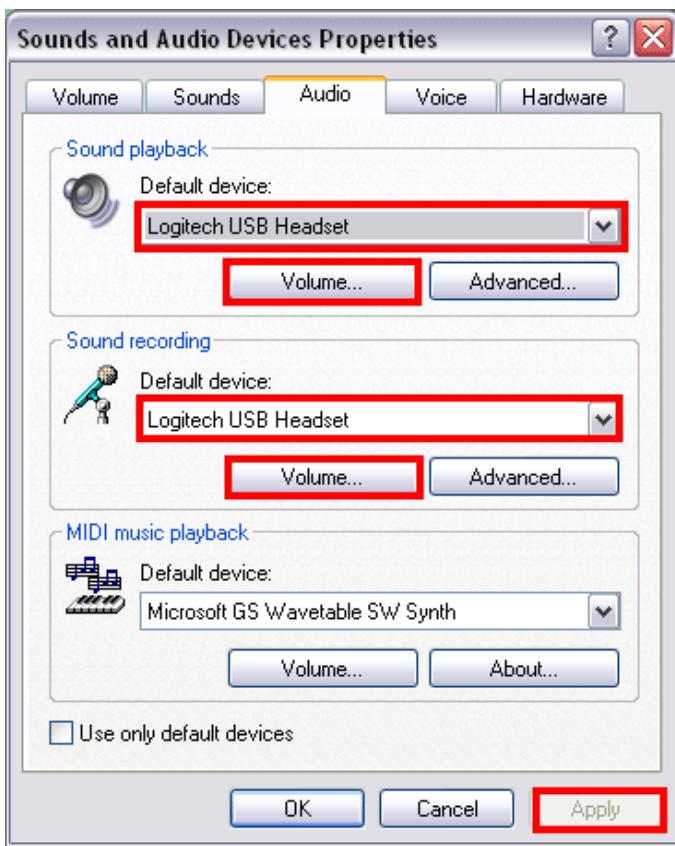 Sounds and Audio Devices Properties
Volume Sounds Audio Voice Hardware
Sound playback
Default device:
Logitech USB Headset
Volume... Advanced...
Sound recording
Default device:
Logitech USB Headset
Volume... Advanced...
MIDI music playback
Default device:
Microsoft GS Wavetable SW Synth
Volume... About...
Use only default devices
OK Cancel Apply